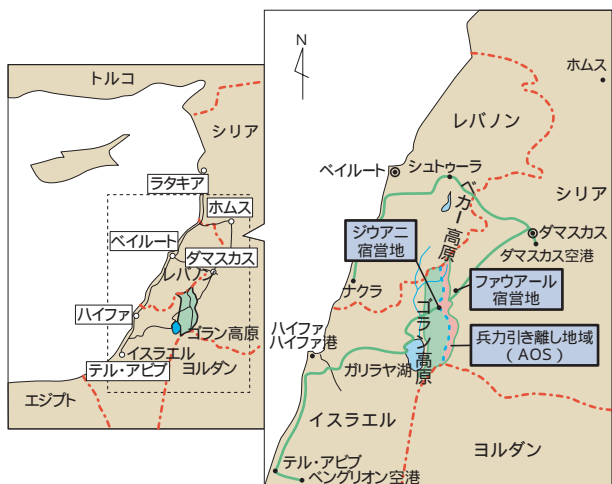 トルコ
シリア
ラタキア
ホムス
ベイルート
レバノン
ダマスカス
ハイファ
ゴラン高原
イスラエル
テル・アビブ
ヨルダン
エジプト
N
ホムス
レバノン
ベイルート
シュトゥーラ
シリア
ベカー高原
ジウアニ
宿営地
ダマスカス
ダマスカス空港
ファウアール
宿営地
ナクラ
ゴラン高原
ハイファ
ハイファ港
兵力引き離し地域
(AOS)
ガリラヤ湖
イスラエル
ヨルダン
テル・アビブ
ベングリオン空港